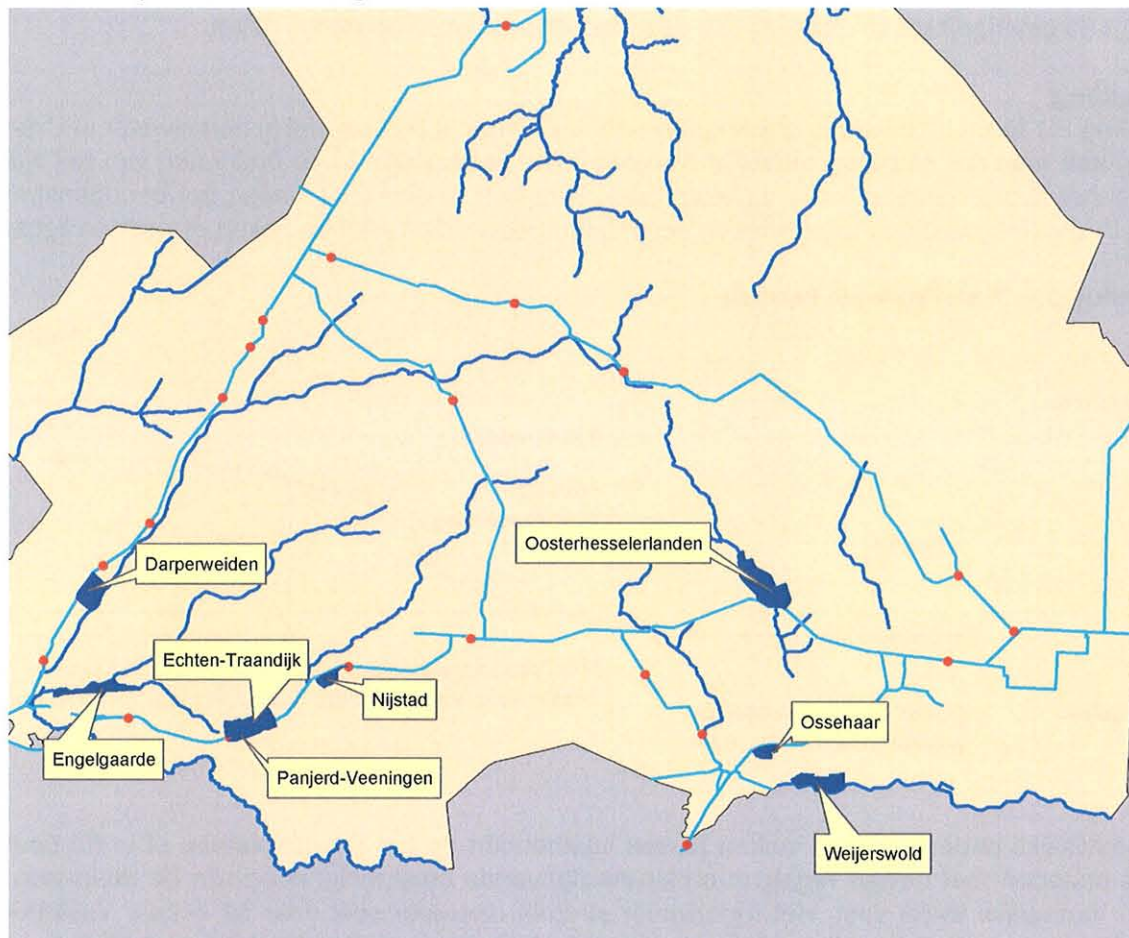 Darperweiden
Oosterhesselerlanden
Echten-Traandijk
Nijstad
Engelgaarde
Panjerd-Veeningen
Ossehaar
Weijerswold